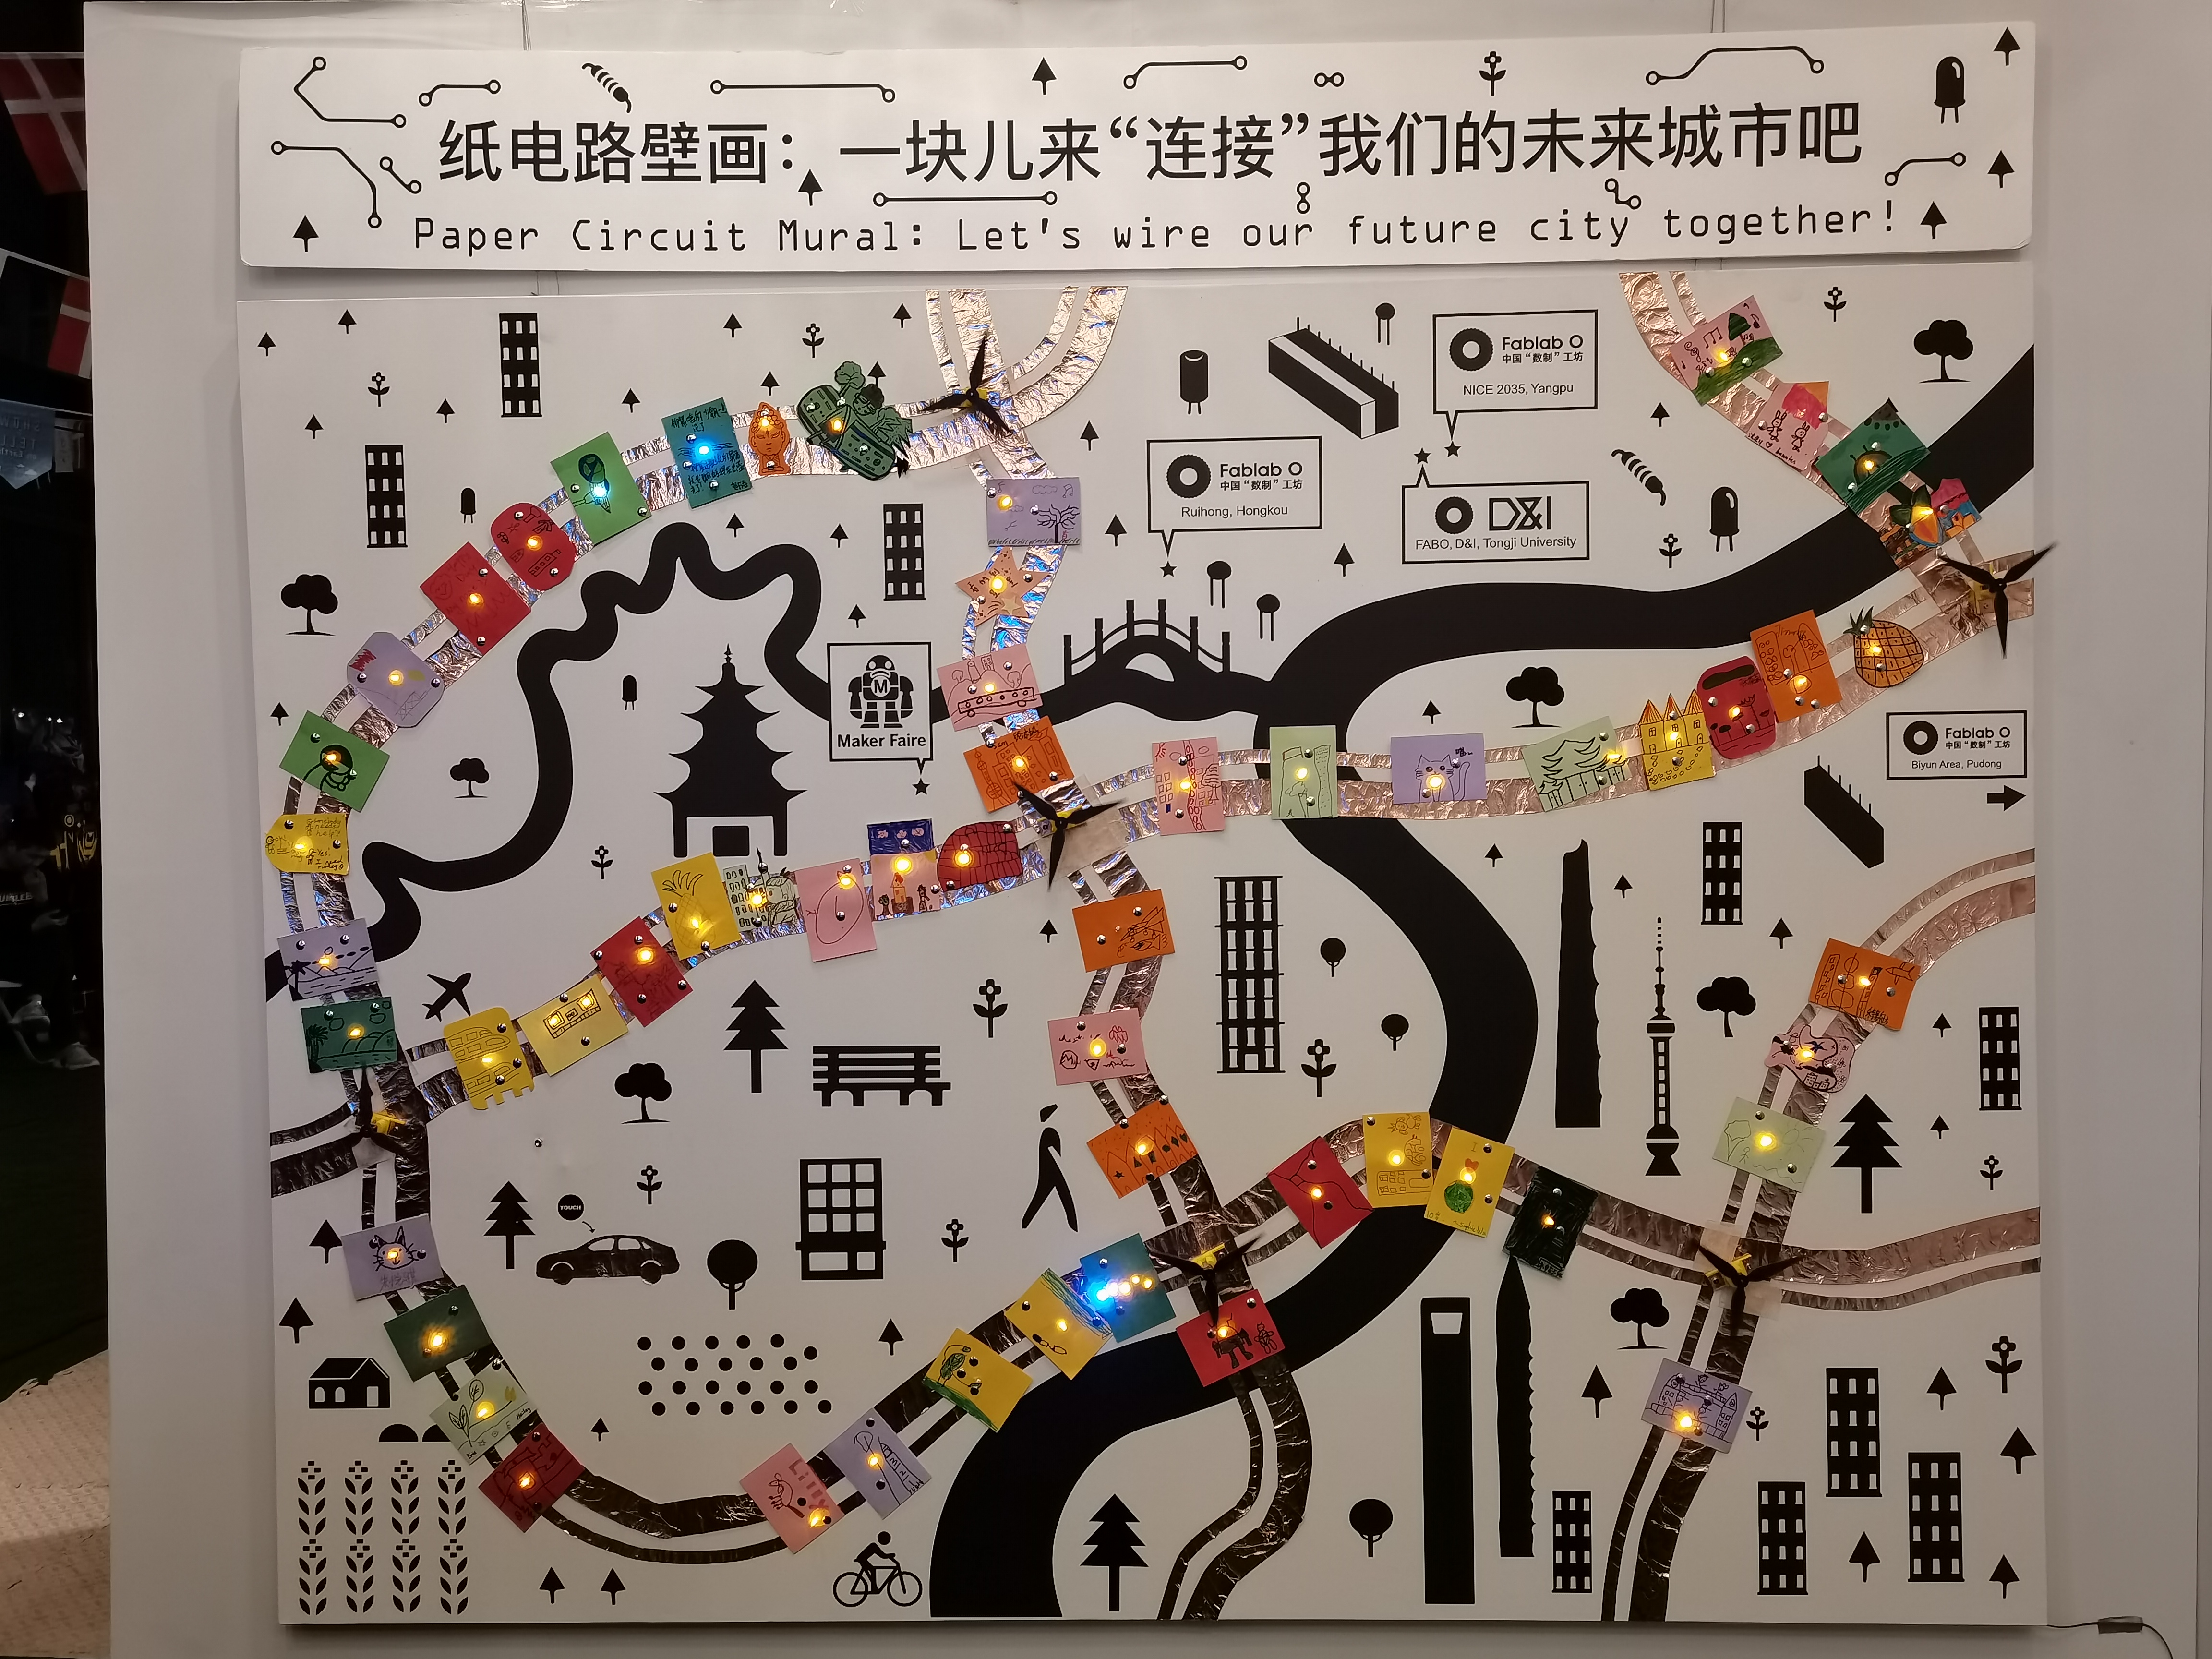 纸电路壁画：一块儿来“连接”我们的未来城市吧
Paper Circuit Mural: Let's wire our future city together!
Fablab O
中国“数制”工坊
NICE 2035, Yangpu
Fablab O
中国“数制”工坊
Ruihong, Hongkou
D&I
FABO, D&I, Tongji University
M
Maker Faire
Fablab O
中国“数制”工坊
Biyun Area, Pudong
TOUCH